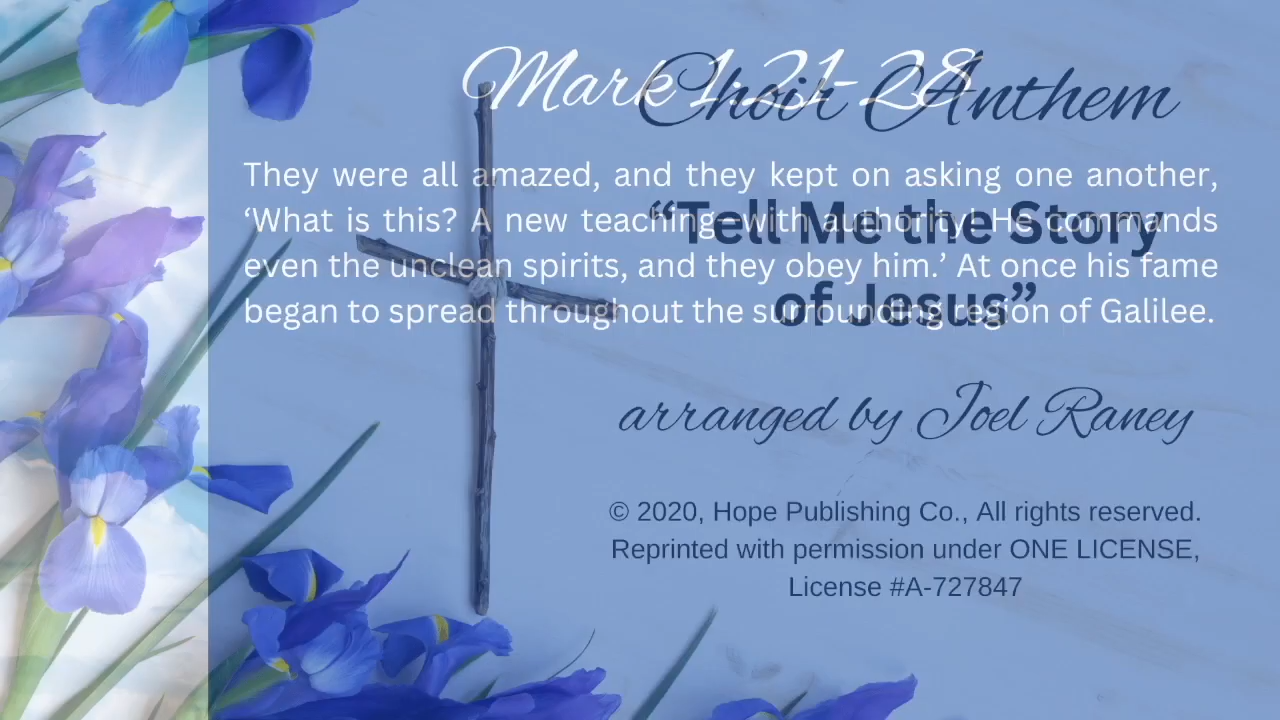 Mark 1:21-28
They were all amazed, and they kept on asking one another,
‘What is this? A new teaching—with authority! He commands
even the unclean spirits, and they obey him.’ At once his fame
began to spread throughout the surrounding region of Galilee.
Choir Anthem
“Tell Me the Story
of Jesus”
arranged by Joel Raney
© 2020, Hope Publishing Co., All rights reserved.
Reprinted with permission under ONE LICENSE,
License #A-727847